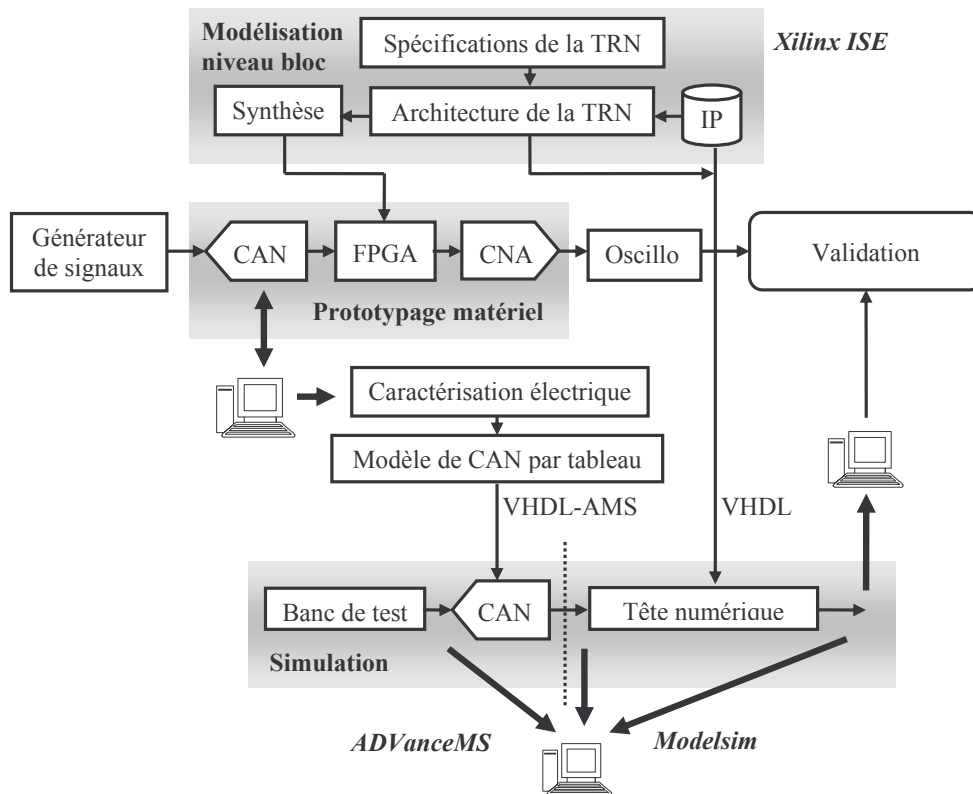 Modélisation
niveau bloc
Spécifications de la TRN
Xilinx ISE
Synthèse
Architecture de la TRN
IP
Générateur
de signaux
CAN
FPGA
CNA
Oscillo
Validation
Prototypage matériel
Caractérisation électrique
Modèle de CAN par tableau
VHDL-AMS
VHDL
Banc de test
CAN
Tête numérique
Simulation
ADVanceMS
Modelsim